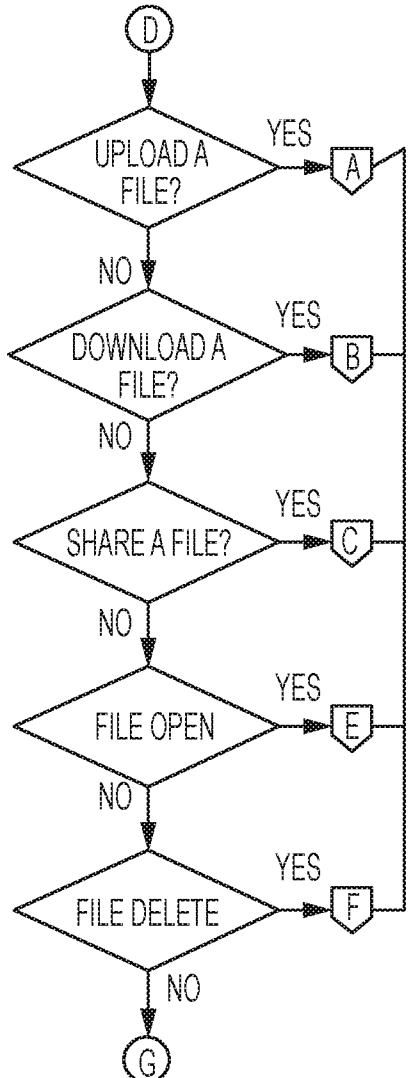 D
UPLOAD A
FILE?
YES
A
NO
DOWNLOAD A
FILE?
YES
B
NO
SHARE A FILE?
YES
C
NO
FILE OPEN
YES
E
NO
FILE DELETE
YES
F
NO
G